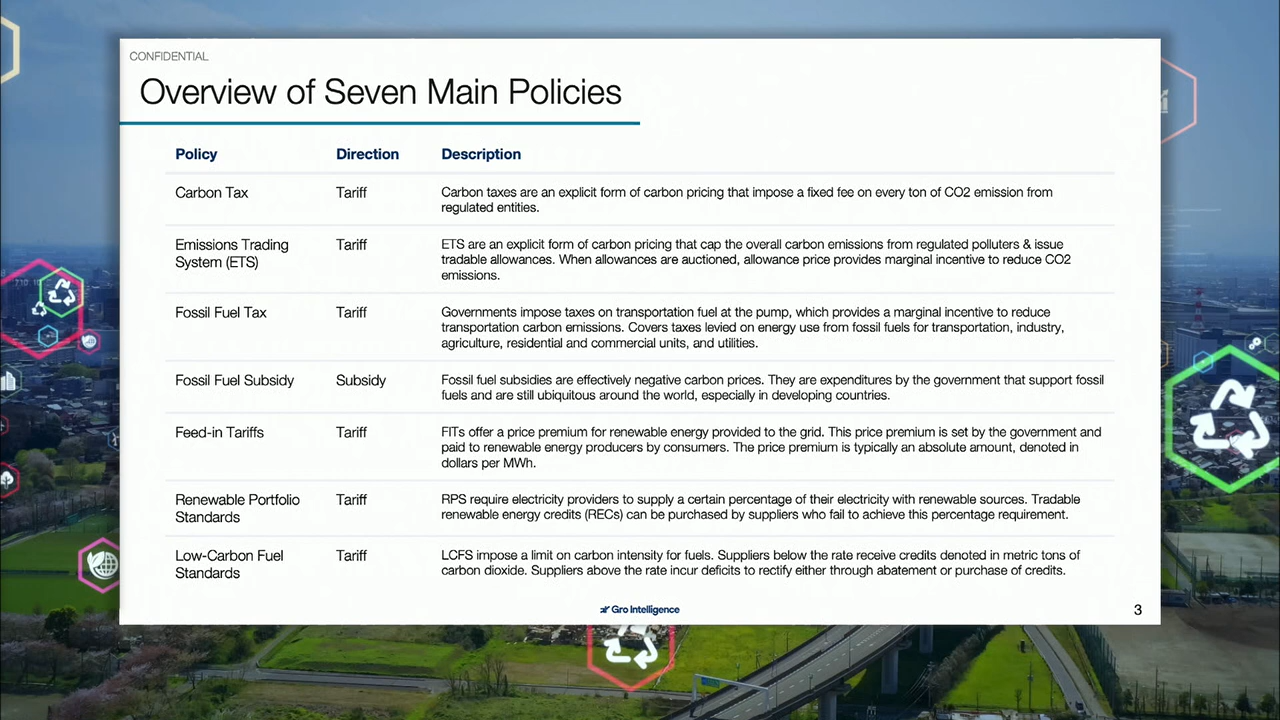 CONFIDENTIAL
Overview of Seven Main Policies
Policy Direction Description
Carbon Tax Tariff Carbon taxes are an explicit form of carbon pricing that impose a fixed fee on every ton of CO2 emission from
regulated entities.
Emissions Trading Tariff ETS are an explicit form of carbon pricing that cap the overall carbon emissions from regulated polluters & issue
System (ETS) tradable allowances. When allowances are auctioned, allowance price provides marginal incentive to reduce CO2
emissions.
Fossil Fuel Tax Tariff Governments impose taxes on transportation fuel at the pump, which provides a marginal incentive to reduce
transportation carbon emissions. Covers taxes levied on energy use from fossil fuels for transportation, industry,
agriculture, residential and commercial units, and utilities.
Fossil Fuel Subsidy Subsidy Fossil fuel subsidies are effectively negative carbon prices. They are expenditures by the government that support fossil
fuels and are still ubiquitous around the world, especially in developing countries.
Feed-in Tariffs Tariff FITs offer a price premium for renewable energy provided to the grid. This price premium is set by the government and
paid to renewable energy producers by consumers. The price premium is typically an absolute amount, denoted in
dollars per MWh.
Renewable Portfolio Tariff RPS require electricity providers to supply a certain percentage of their electricity with renewable sources. Tradable
Standards renewable energy credits (RECs) can be purchased by suppliers who fail to achieve this percentage requirement.
Low-Carbon Fuel Tariff LCFS impose a limit on carbon intensity for fuels. Suppliers below the rate receive credits denoted in metric tons of
Standards carbon dioxide. Suppliers above the rate incur deficits to rectify either through abatement or purchase of credits.
Gro Intelligence
3